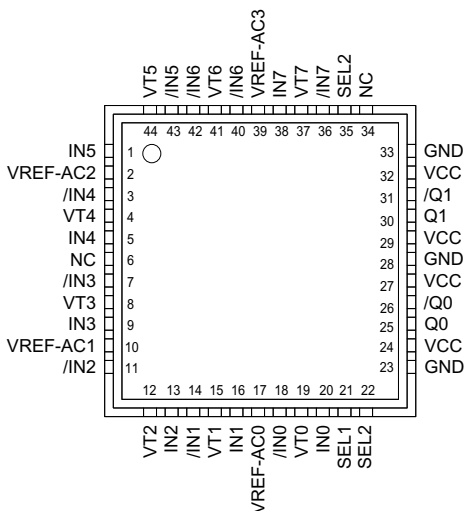 VT5
/IN5
/IN6
VT6
/IN6
VREF-AC3
IN7
VT7
/IN7
SEL2
NC
44 43 42 41 40 39 38 37 36 35 34
IN5 1
VREF-AC2 2
/IN4 3
VT4 4
IN4 5
NC 6
/IN3 7
VT3 8
IN3 9
VREF-AC1 10
/IN2 11
33 GND
32 VCC
31 /Q1
30 Q1
29 VCC
28 GND
27 VCC
26 /Q0
25 Q0
24 VCC
23 GND
12 13 14 15 16 17 18 19 20 21 22
VT2
IN2
/IN1
VT1
IN1
VREF-AC0
/IN0
VT0
IN0
SEL1
SEL2